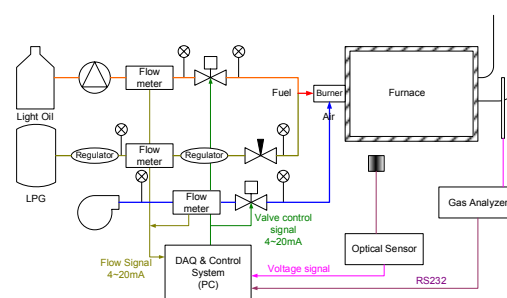 Light Oil
Flow
meter
Fuel
Burner
Air
Furnace
LPG
Regulator
Flow
meter
Regulator
Flow
meter
Valve control
signal
4~20mA
Flow Signal
4~20mA
DAQ & Control
System
(PC)
Gas Analyzer
Optical Sensor
Voltage signal
RS232